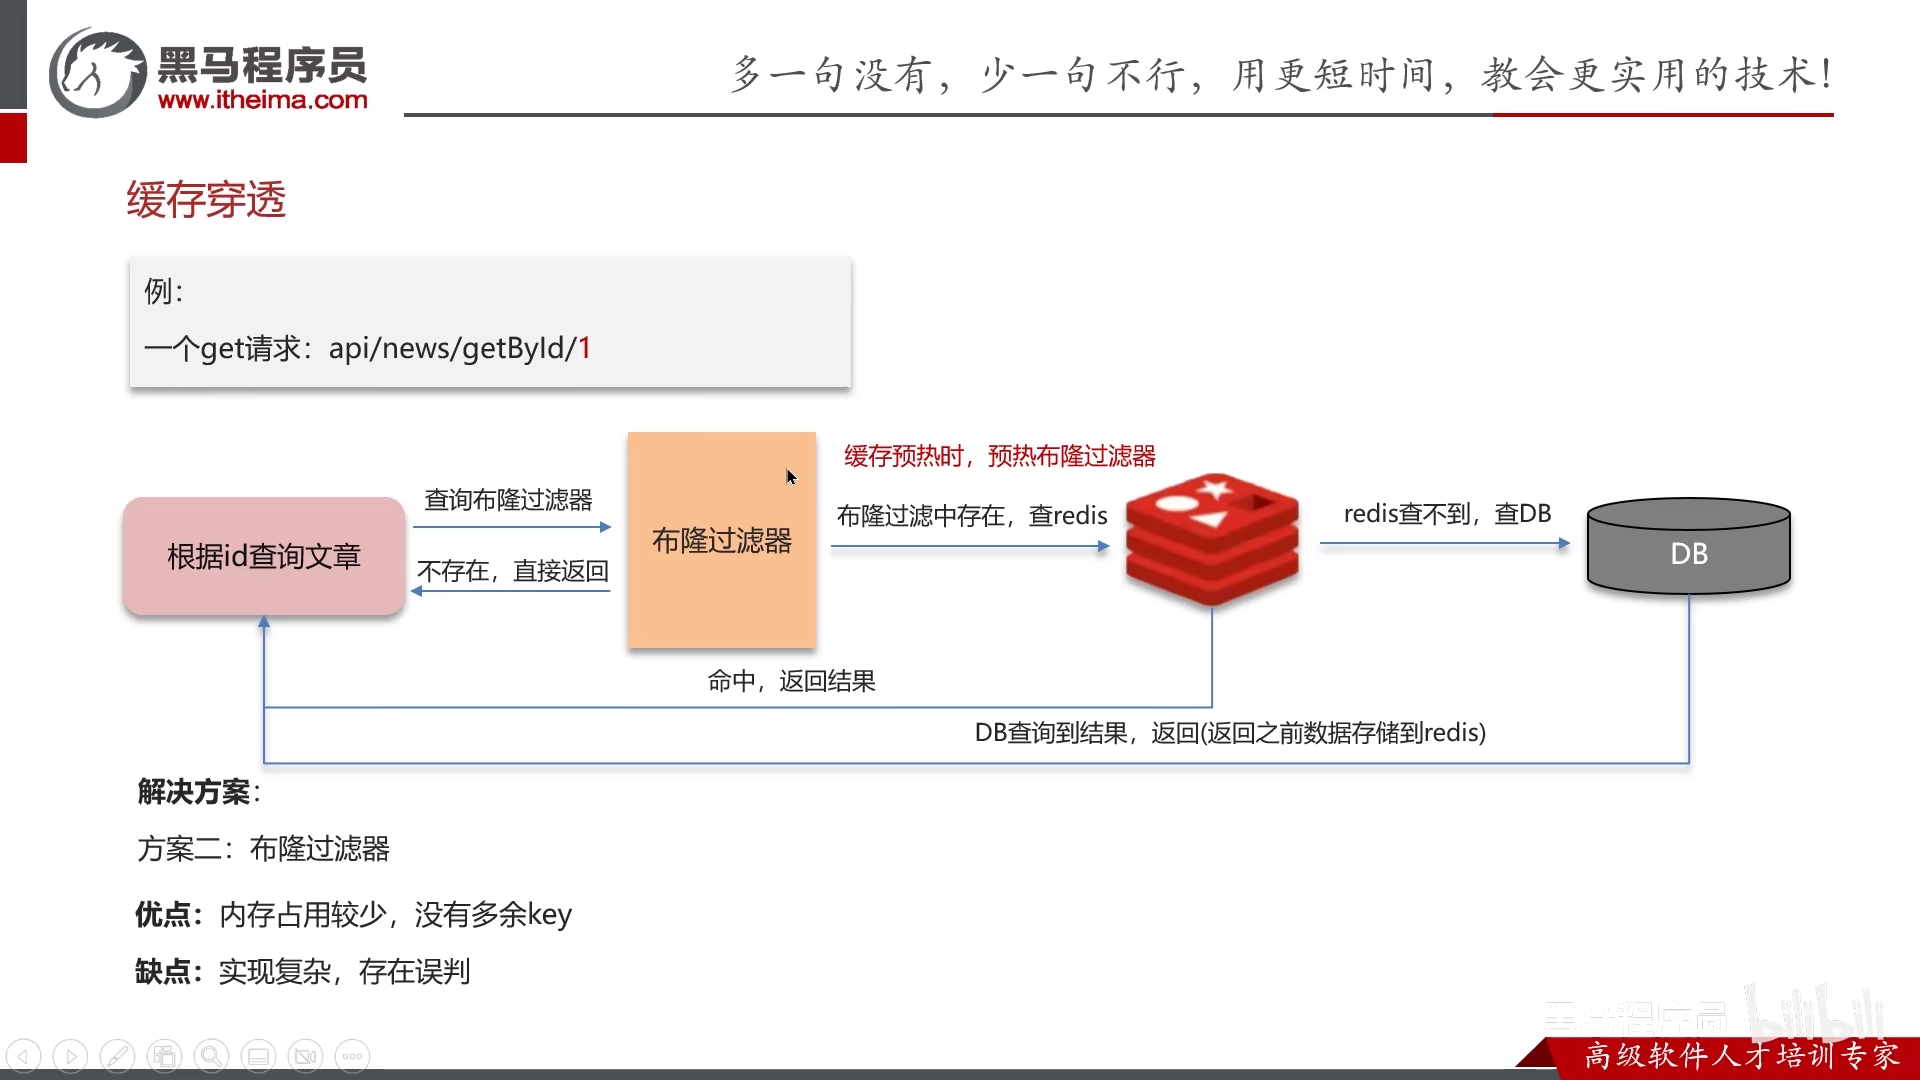 黑马程序员
www.itheima.com
多一句没有，少一句不行，用更短时间，教会更实用的技术！
缓存穿透
例：
一个get请求：api/news/getById/1
缓存预热时，预热布隆过滤器
查询布隆过滤器
布隆过滤中存在，查redis
redis查不到，查DB
根据id查询文章
布隆过滤器
DB
不存在，直接返回
命中，返回结果
DB查询到结果，返回(返回之前数据存储到redis)
解决方案：
方案二：布隆过滤器
优点：内存占用较少，没有多余key
缺点：实现复杂，存在误判
黑马程序员 bilibili
高级软件人才培训专家